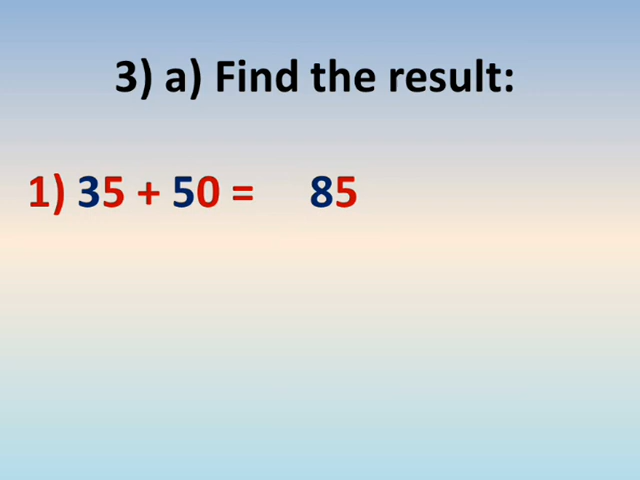 3) a) Find the result:
1) 35 + 50 = 85